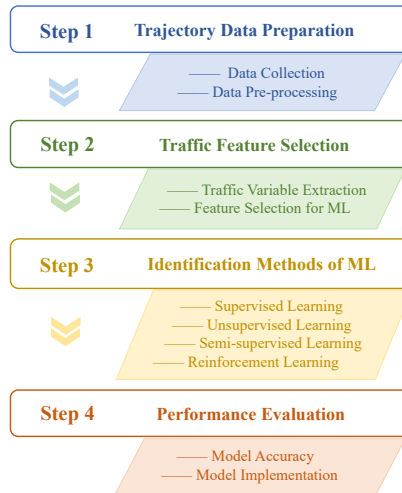 Step 1 Trajectory Data Preparation
Data Collection
Data Pre-processing
Step 2 Traffic Feature Selection
Traffic Variable Extraction
Feature Selection for ML
Step 3 Identification Methods of ML
Supervised Learning
Unsupervised Learning
Semi-supervised Learning
Reinforcement Learning
Step 4 Performance Evaluation
Model Accuracy
Model Implementation